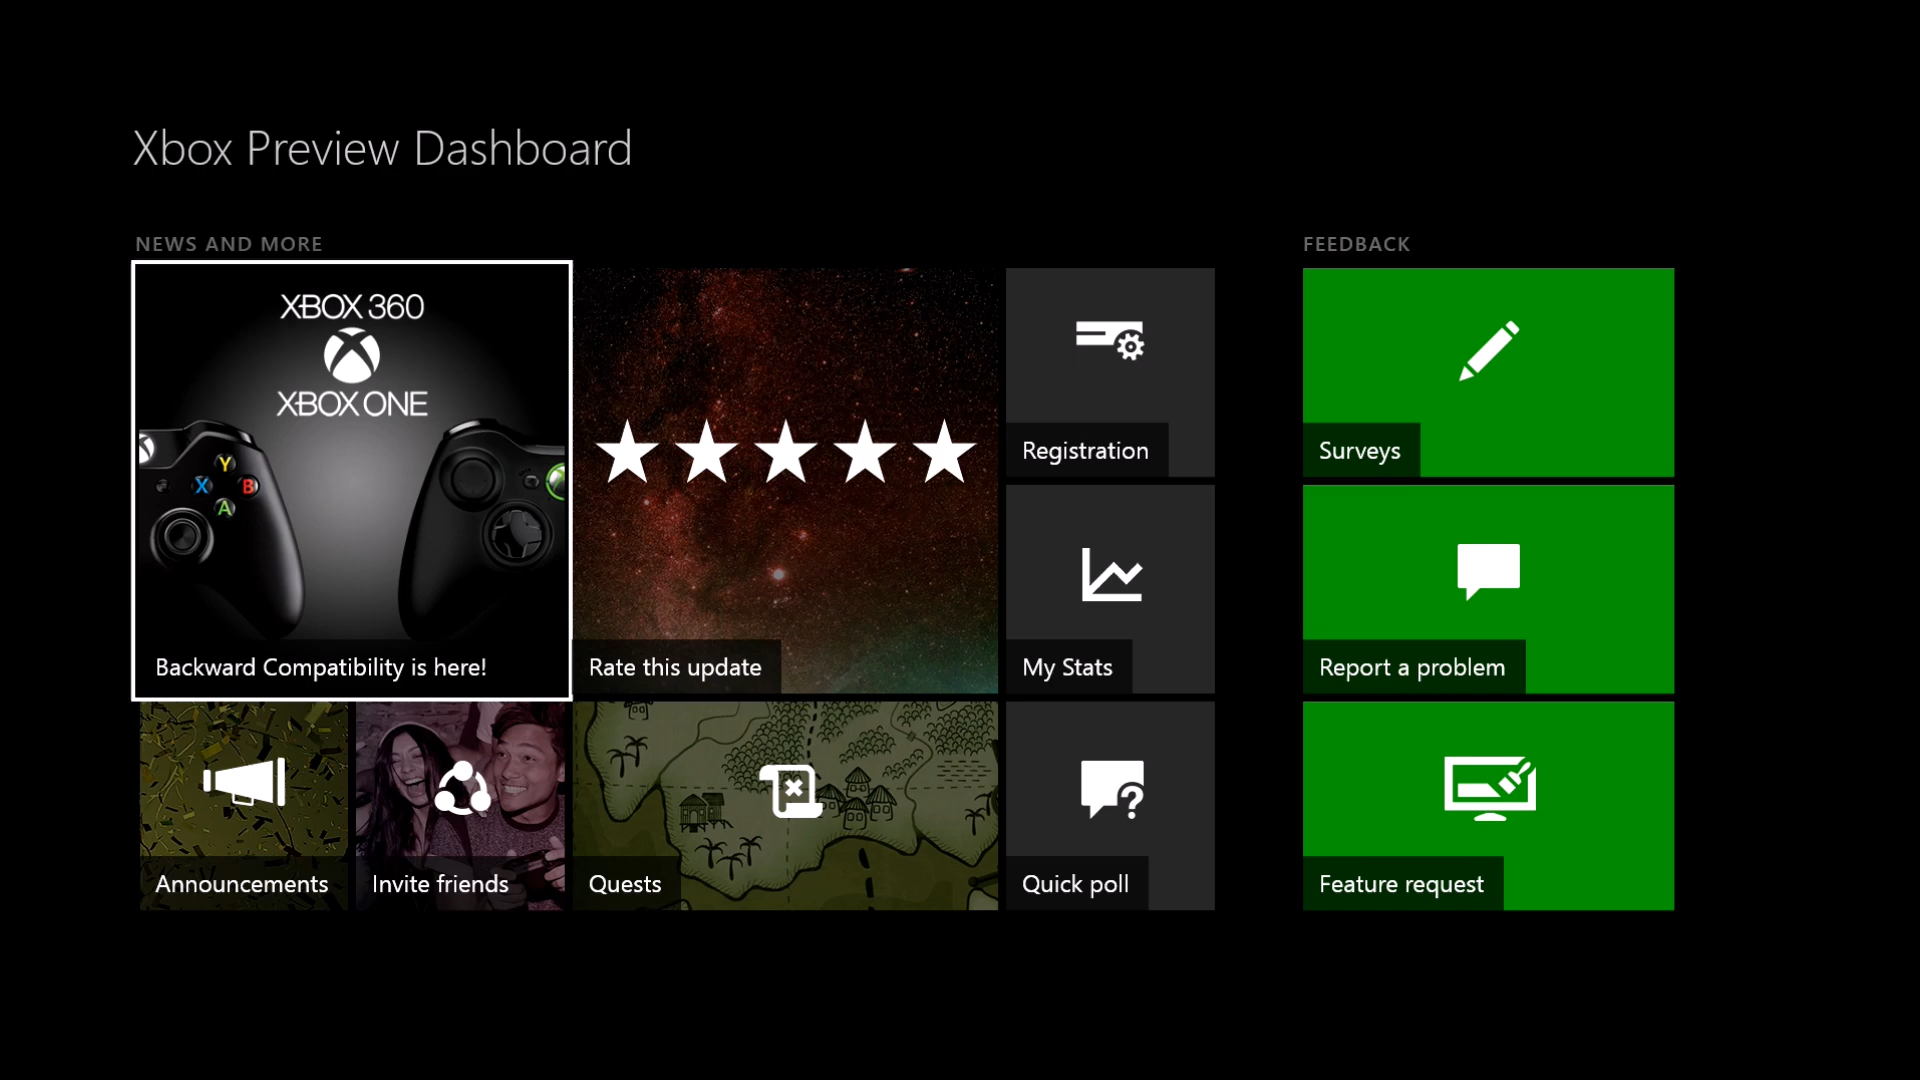 Xbox Preview Dashboard
NEWS AND MORE
XBOX 360
XBOX ONE
Y
X
B
A
Backward Compatibility is here!
Rate this update
Registration
My Stats
Announcements
Invite friends
Quests
Quick poll
FEEDBACK
Surveys
Report a problem
Feature request